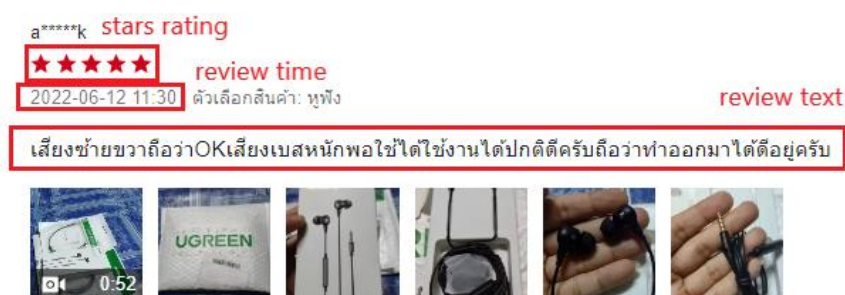 a*****k stars rating
★★★★★ review time
2022-06-12 11:30 ตัวเลือกสินค้า: หูฟัง review text
เสียงซ้ายขวาถือว่าOKเสียงเบสหนักพอใช้ได้ใช้งานได้ปกติดีครับถือว่าทำออกมาได้ดีอยู่ครับ
UGREEN
0:52